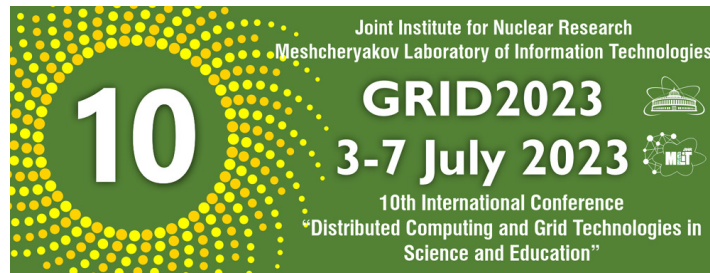 Joint Institute for Nuclear Research
Meshcheryakov Laboratory of Information Technologies
10
GRID2023
3-7 July 2023
MLIT
10th International Conference
“Distributed Computing and Grid Technologies in
Science and Education”